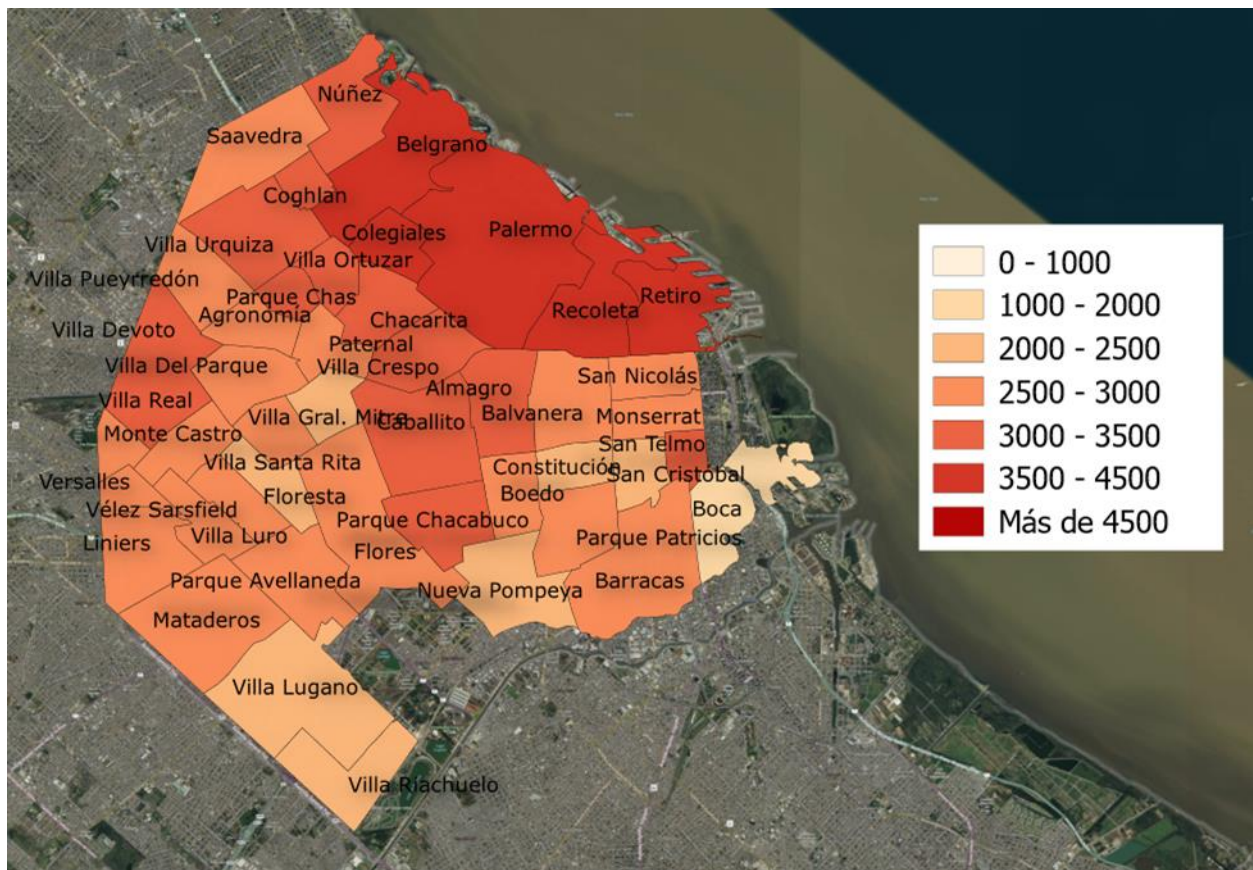 Núñez
Saavedra
Belgrano
Coghlan
Colegiales
Palermo
Villa Urquiza
Villa Ortuzar
Villa Pueyrredón
Parque Chas
Retiro
Agronomía
Recoleta
Chacarita
Villa Devoto
Paternal
Villa Del Parque
Villa Crespo
San Nicolás
Almagro
Villa Real
Balvanera
Monserrat
Villa Gral. Mitre
Caballito
Monte Castro
San Telmo
Villa Santa Rita
Constitución
San Cristóbal
Versalles
Floresta
Boedo
Vélez Sarsfield
Boca
Parque Chacabuco
Villa Luro
Parque Patricios
Liniers
Flores
Parque Avellaneda
Barracas
Nueva Pompeya
Mataderos
Villa Lugano
Villa Riachuelo
0 - 1000
1000 - 2000
2000 - 2500
2500 - 3000
3000 - 3500
3500 - 4500
Más de 4500